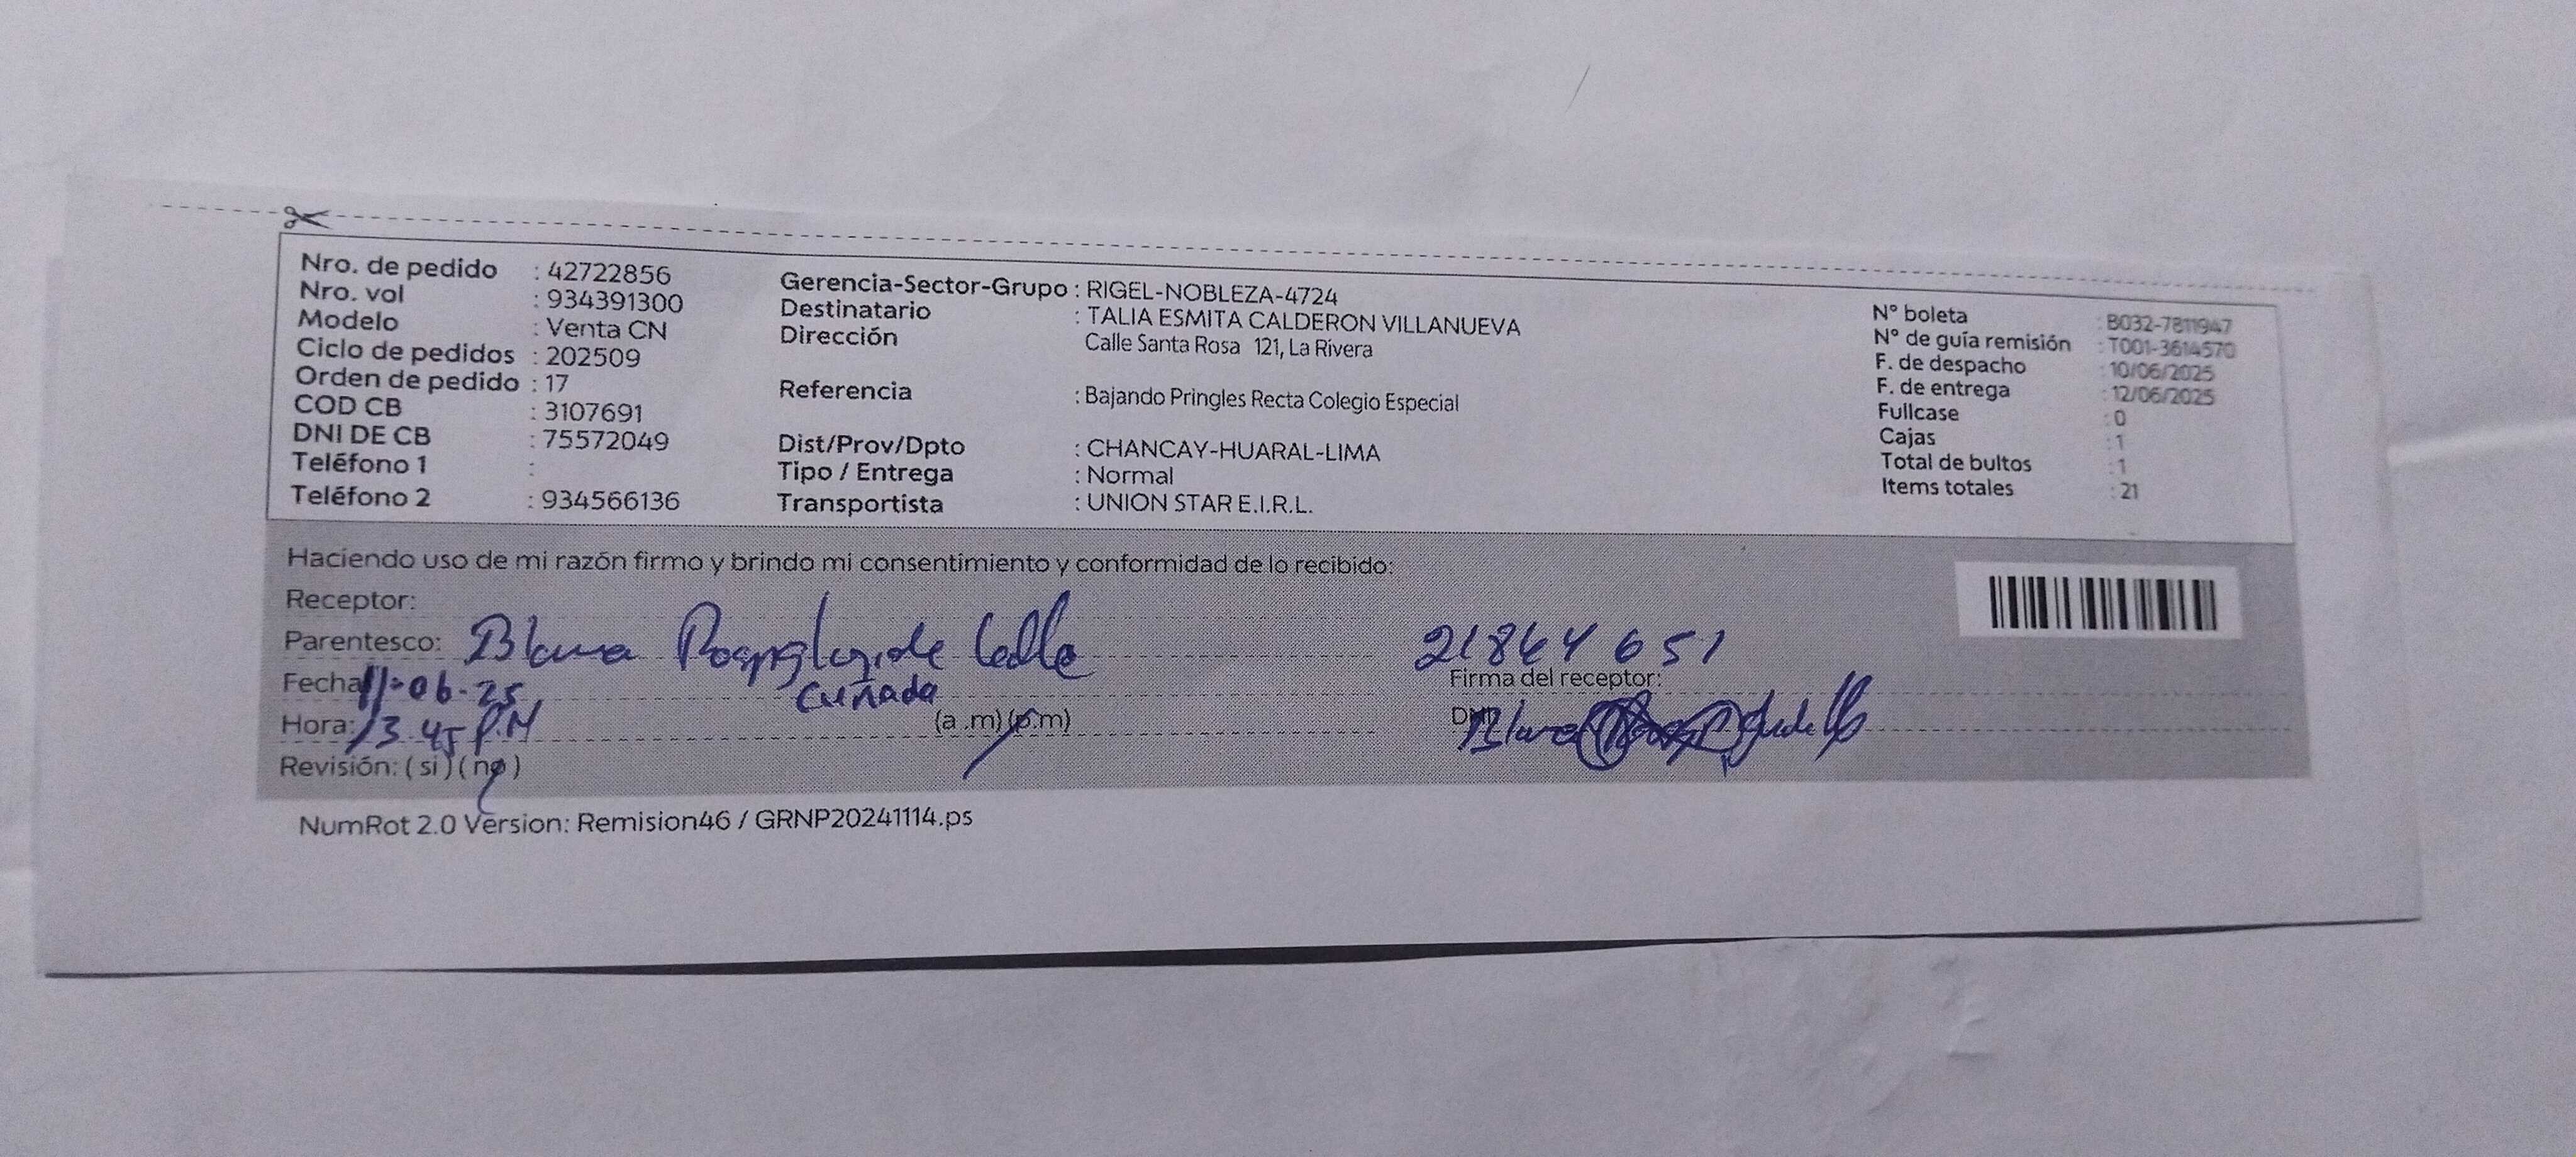 Nro. de pedido : 42722856
Nro. vol : 934391300
Modelo : Venta CN
Ciclo de pedidos : 202509
Orden de pedido : 17
COD CB : 3107691
DNI DE CB : 75572049
Teléfono 1 :
Teléfono 2 : 934566136
Gerencia-Sector-Grupo : RIGEL-NOBLEZA-4724
Destinatario : TALIA ESMITA CALDERON VILLANUEVA
Dirección Calle Santa Rosa 121, La Rivera
Referencia : Bajando Pringles Recta Colegio Especial
Dist/Prov/Dpto : CHANCAY-HUARAL-LIMA
Tipo / Entrega : Normal
Transportista : UNION STAR E.I.R.L.
N° boleta : B032-7811947
N° de guía remisión : T001-3614570
F. de despacho : 10/06/2025
F. de entrega : 12/06/2025
Fullcase : 0
Cajas : 1
Total de bultos : 1
Items totales : 21
Haciendo uso de mi razón firmo y brindo mi consentimiento y conformidad de lo recibido:
Receptor:
Parentesco: Blanca
Fecha 11-06-25 cuñada
Hora: 13.45 P.M (a .m) (p.m)
Revisión: ( si ) ( no )
21864651
Firma del receptor:
Blanca
NumRot 2.0 Version: Remision46 / GRNP20241114.ps